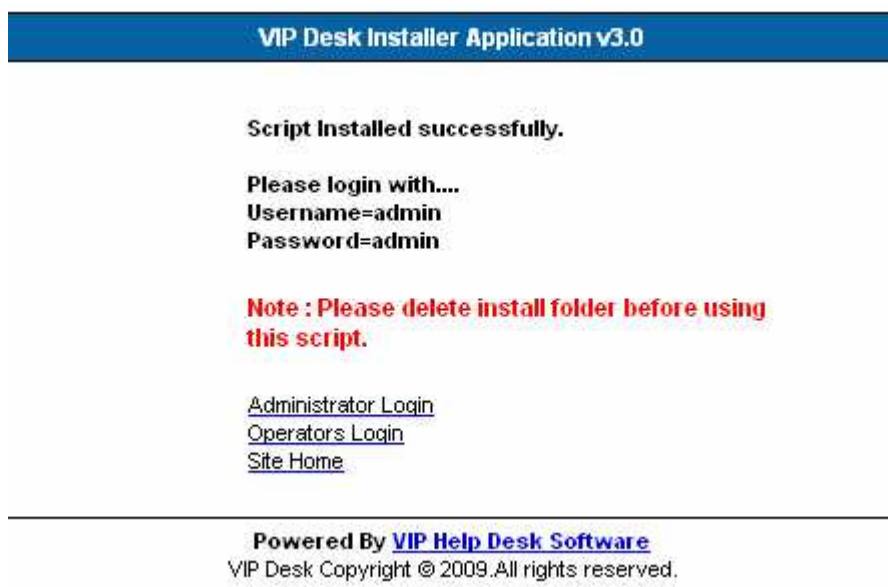 VIP Desk Installer Application v3.0
Script Installed successfully.
Please login with....
Username=admin
Password=admin
Note : Please delete install folder before using
this script.
Administrator Login
Operators Login
Site Home
Powered By VIP Help Desk Software
VIP Desk Copyright © 2009.All rights reserved.